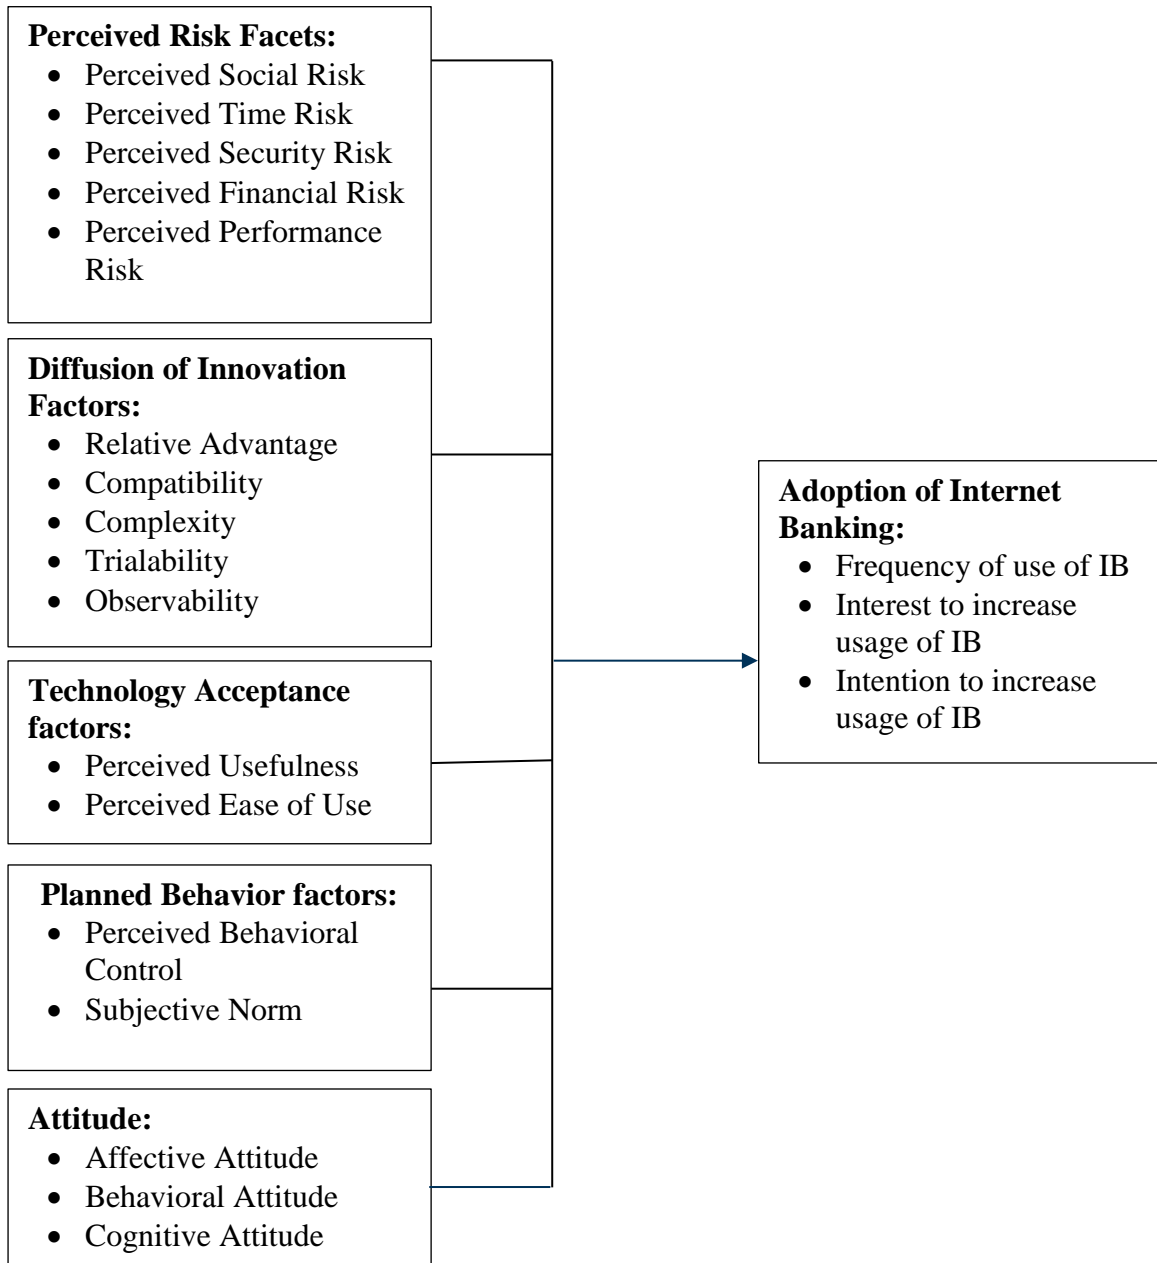 Perceived Risk Facets:
• Perceived Social Risk
• Perceived Time Risk
• Perceived Security Risk
• Perceived Financial Risk
• Perceived Performance
Risk
Diffusion of Innovation
Factors:
• Relative Advantage
• Compatibility
• Complexity
• Trialability
• Observability
Technology Acceptance
factors:
• Perceived Usefulness
• Perceived Ease of Use
Planned Behavior factors:
• Perceived Behavioral
Control
• Subjective Norm
Attitude:
• Affective Attitude
• Behavioral Attitude
• Cognitive Attitude
Adoption of Internet
Banking:
• Frequency of use of IB
• Interest to increase
usage of IB
• Intention to increase
usage of IB